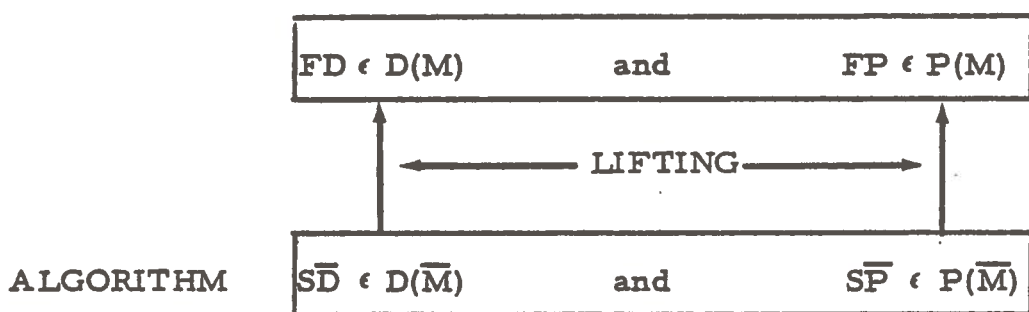 FD ϵ D(M) and FP ϵ P(M)
LIFTING
ALGORITHM SD̅ ϵ D(M̅) and SP̅ ϵ P(M̅)